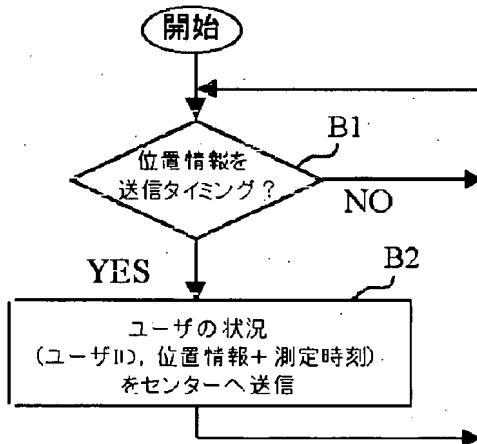 開始
B1
位置情報を
送信タイミング?
NO
YES
B2
ユーザの状況
(ユーザID, 位置情報+測定時刻)
をセンターへ送信